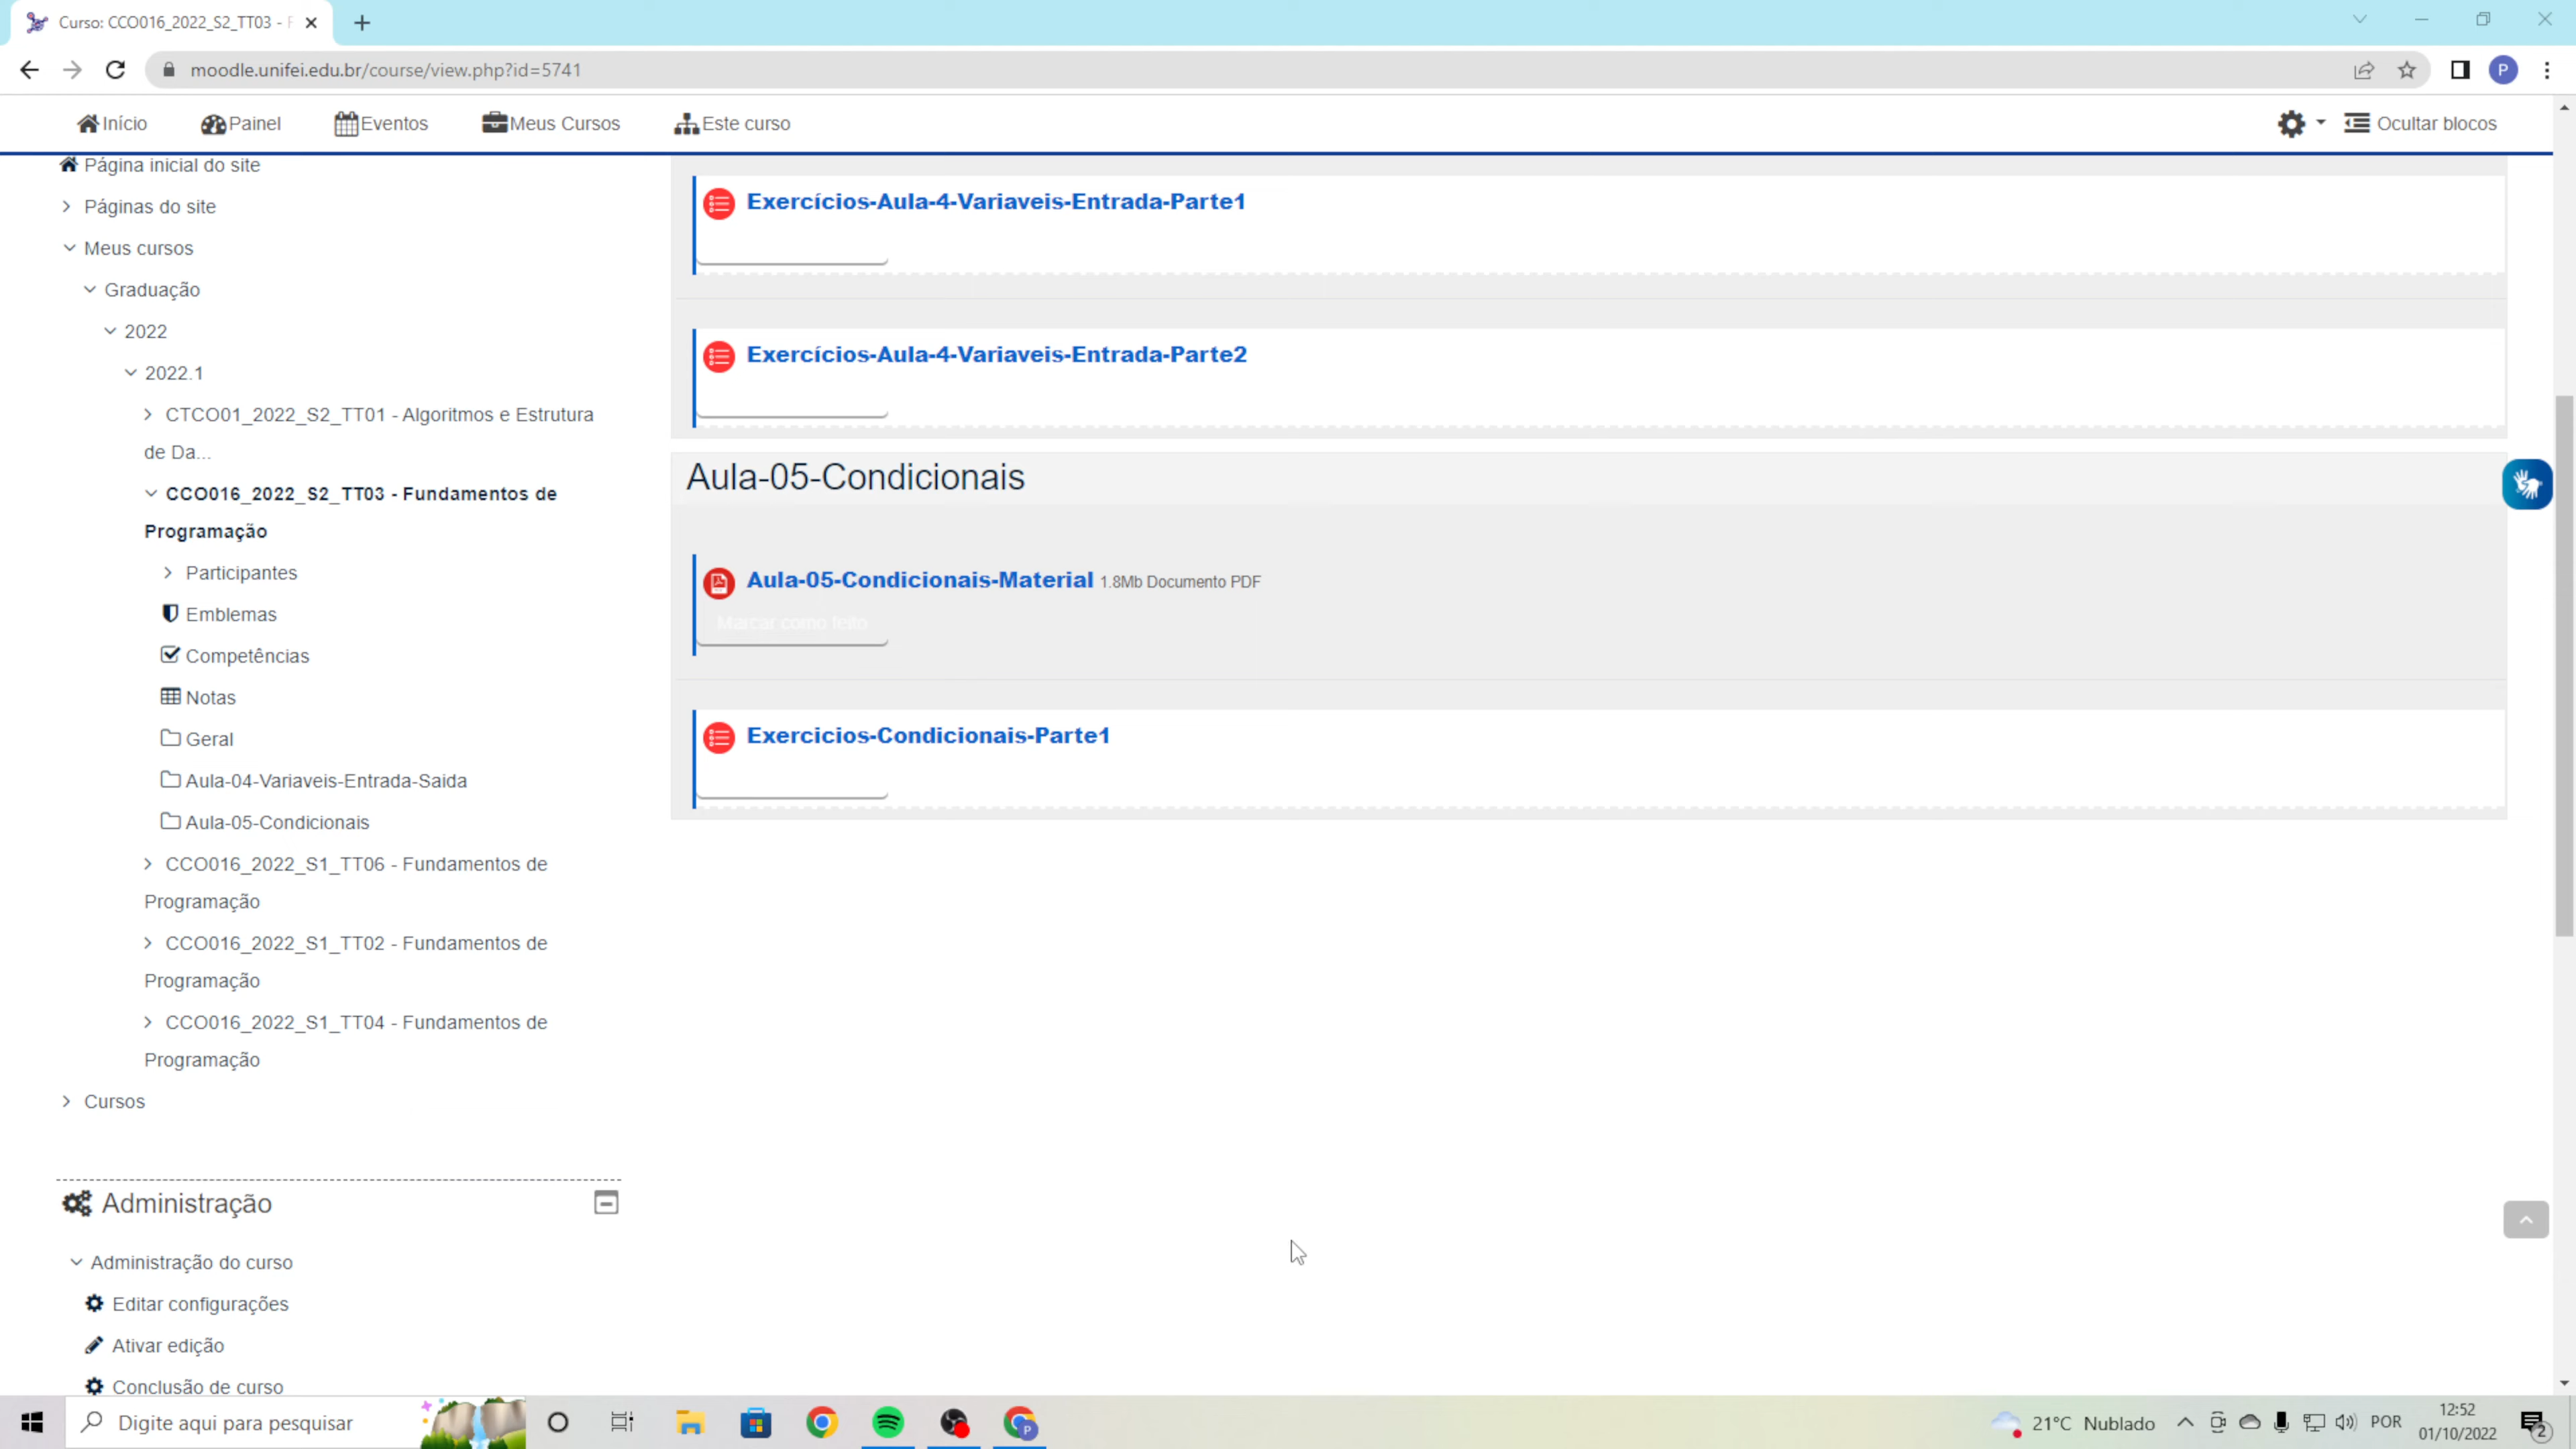 Curso: CCO016_2022_S2_TT03 - F
moodle.unifei.edu.br/course/view.php?id=5741
P
Início
Painel
Eventos
Meus Cursos
Este curso
Ocultar blocos
Página inicial do site
Páginas do site
Meus cursos
Graduação
2022
2022.1
CTCO01_2022_S2_TT01 - Algoritmos e Estrutura
de Da...
CCO016_2022_S2_TT03 - Fundamentos de
Programação
Participantes
Emblemas
Competências
Notas
Geral
Aula-04-Variaveis-Entrada-Saida
Aula-05-Condicionais
CCO016_2022_S1_TT06 - Fundamentos de
Programação
CCO016_2022_S1_TT02 - Fundamentos de
Programação
CCO016_2022_S1_TT04 - Fundamentos de
Programação
Cursos
Administração
Administração do curso
Editar configurações
Ativar edição
Conclusão de curso
Exercícios-Aula-4-Variaveis-Entrada-Parte1
Exercícios-Aula-4-Variaveis-Entrada-Parte2
Aula-05-Condicionais
Aula-05-Condicionais-Material 1.8Mb Documento PDF
Marcar como feito
Exercicios-Condicionais-Parte1
Digite aqui para pesquisar
P
21°C Nublado
POR
12:52
01/10/2022
2